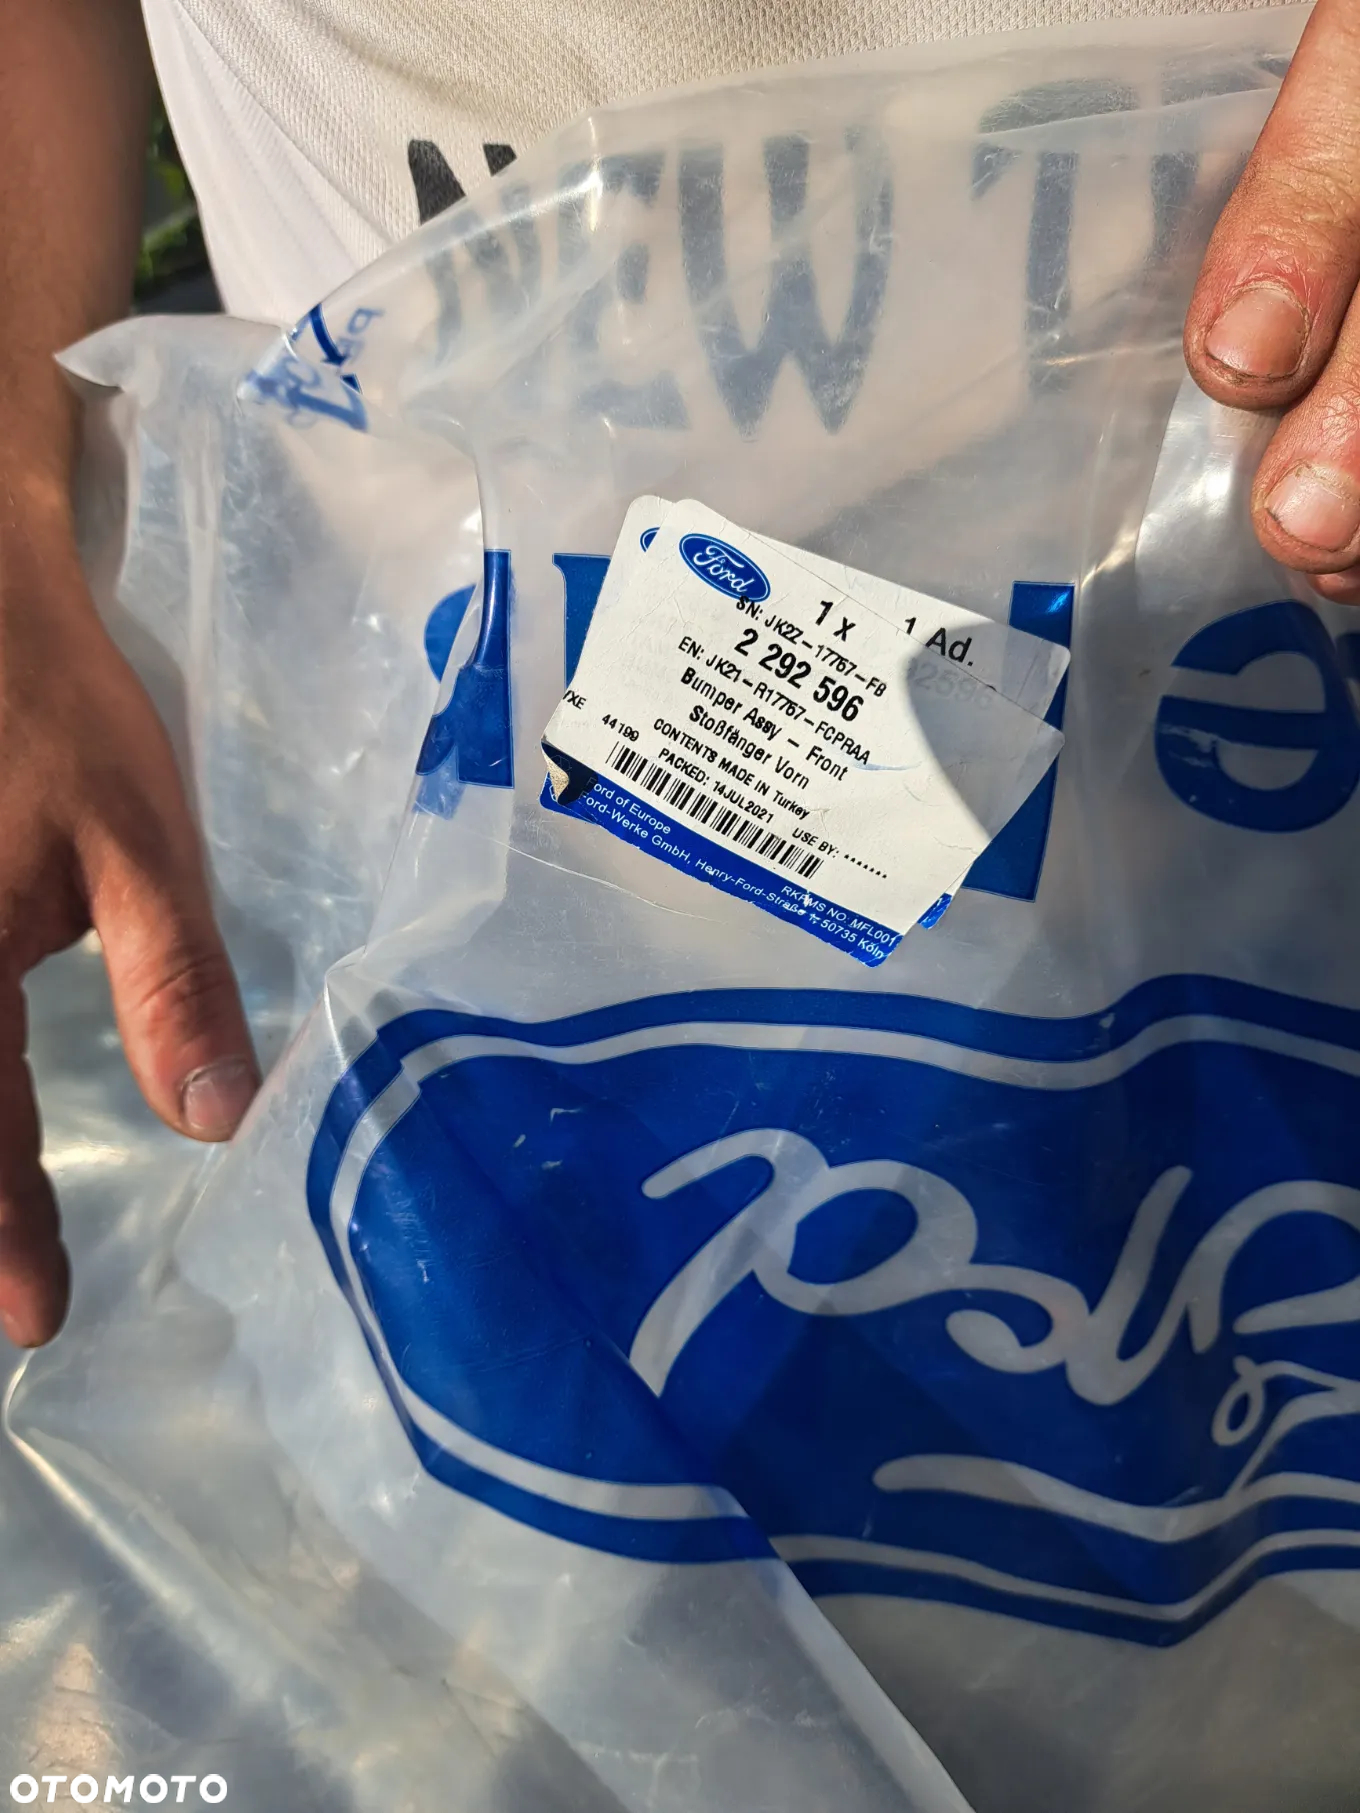 NEW
Ford
1 x 1 Ad.
SN: JK2Z-17767-FB
2 292 596
EN: JK21-R17767-FCPRAA
Bumper Assy - Front
Stoßfänger Vorn
CONTENTS MADE IN Turkey
/XE 44199 PACKED: 14JUL2021 USE BY: *******
RKPMS NO. MFL001
Ford of Europe
Ford-Werke GmbH, Henry-Ford-Straße 1, 50735 Köln
Ford
OTOMOTO